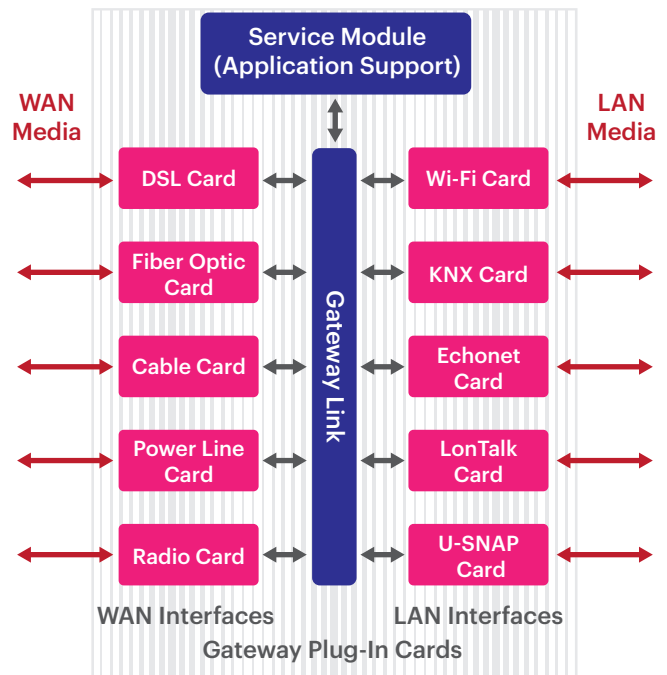 Service Module
(Application Support)
WAN
Media
LAN
Media
DSL Card
Wi-Fi Card
Fiber Optic
Card
KNX Card
Gateway Link
Cable Card
Echonet
Card
Power Line
Card
LonTalk
Card
Radio Card
U-SNAP
Card
WAN Interfaces
LAN Interfaces
Gateway Plug-In Cards